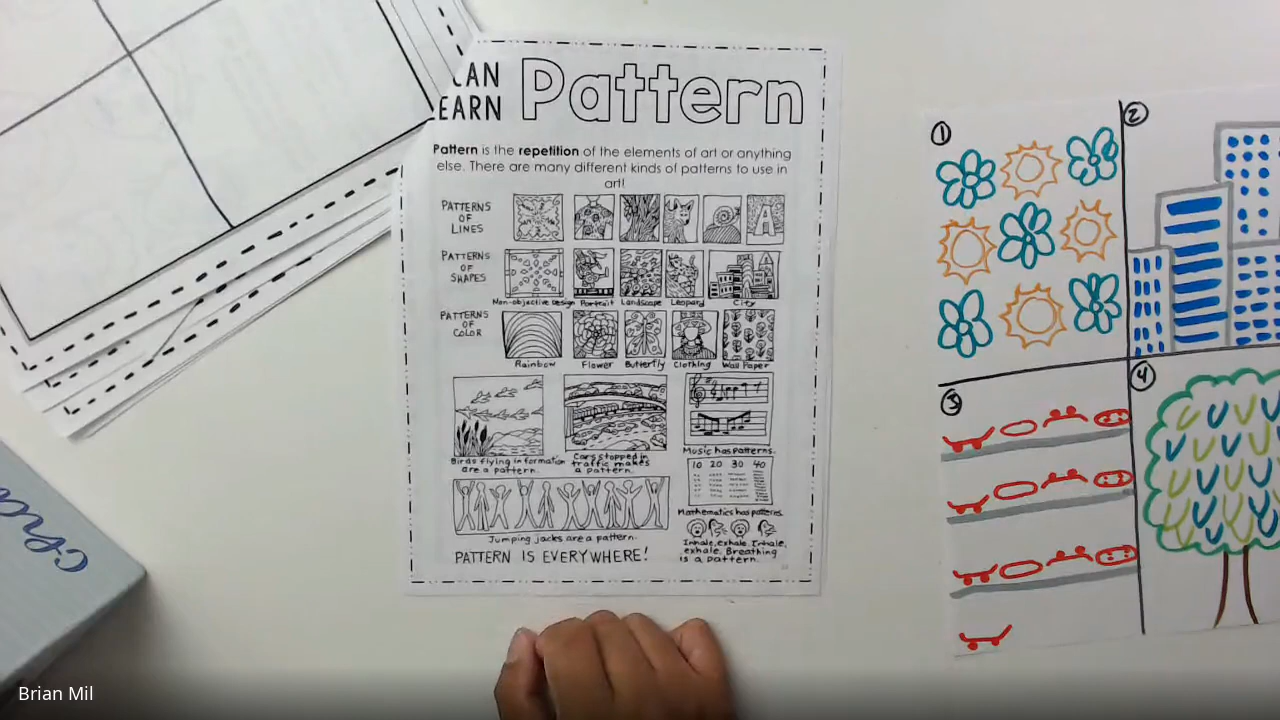 CAN
EARN
Pattern
Pattern is the repetition of the elements of art or anything
else. There are many different kinds of patterns to use in
art!
PATTERNS
OF
LINES
A
PATTERNS
OF
SHAPES
Non-objective design Portrait Landscape Leopard City
PATTERNS
OF
COLOR
Rainbow Flower Butterfly Clothing Wall Paper
Birds flying in formation
are a pattern.
Cars stopped in
traffic makes
a pattern.
Music has patterns.
10 20 30 40
Mathematics has patterns
Jumping jacks are a pattern.
Inhale, exhale. Inhale,
exhale. Breathing
is a pattern.
PATTERN IS EVERYWHERE!
1
2
3
4
Brian Mil